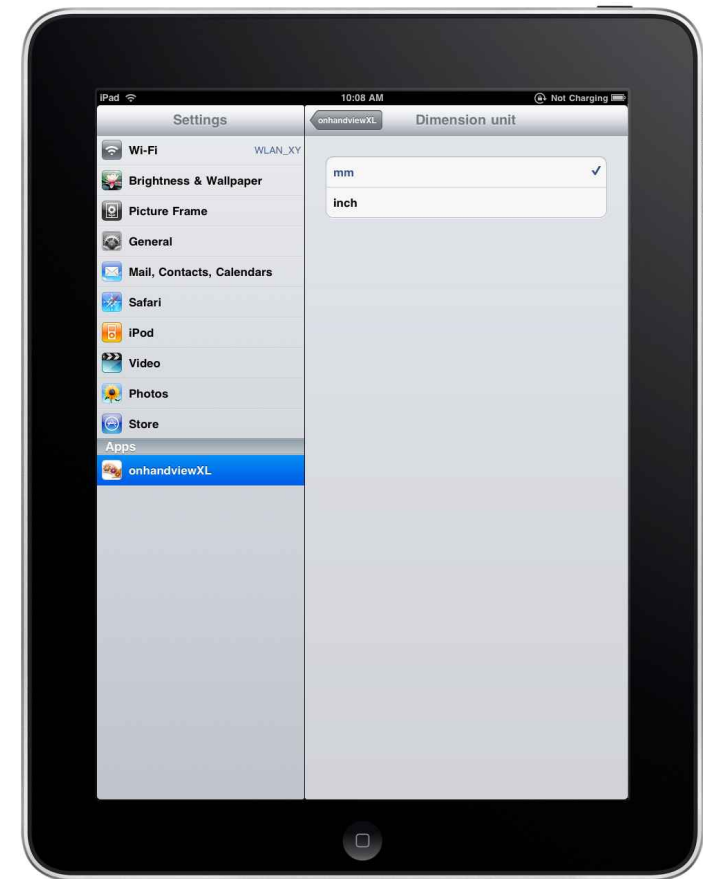 iPad 10:08 AM Not Charging
Settings
onhandviewXL Dimension unit
Wi-Fi WLAN_XY
Brightness & Wallpaper
Picture Frame
General
Mail, Contacts, Calendars
Safari
iPod
Video
Photos
Store
Apps
onhandviewXL
mm
inch